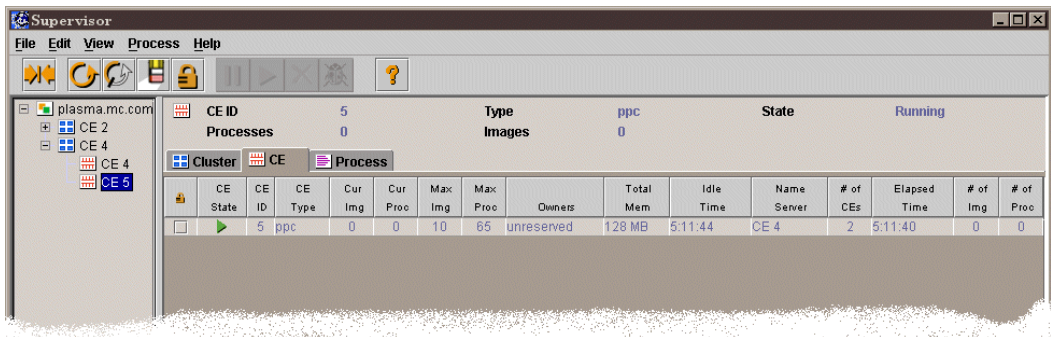 Supervisor
File Edit View Process Help
plasma.mc.com
CE 2
CE 4
CE 4
CE 5
CE ID 5 Type ppc State Running
Processes 0 Images 0
Cluster CE Process
CE State CE ID CE Type Cur Img Cur Proc Max Img Max Proc Owners Total Mem Idle Time Name Server # of CEs Elapsed Time # of Img # of Proc
5 ppc 0 0 10 65 unreserved 128 MB 5:11:44 CE 4 2 5:11:40 0 0